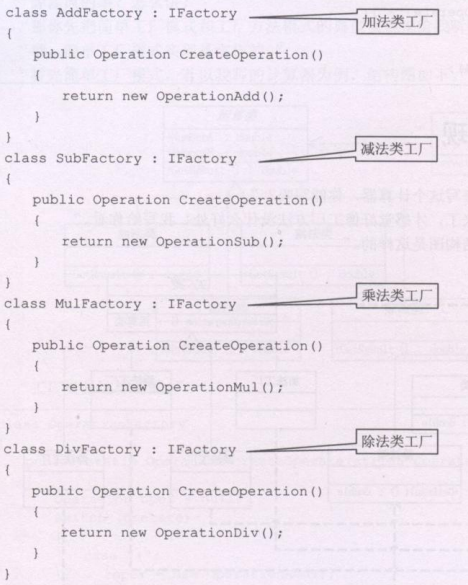 class AddFactory : IFactory
加法类工厂
{
public Operation CreateOperation()
return new OperationAdd();
}
}
class SubFactory : IFactory
减法类工厂
{
public Operation CreateOperation()
{
return new OperationSub();
}
}
class MulFactory : IFactory
乘法类工厂
{
public Operation CreateOperation()
{
return new OperationMul();
}
}
class DivFactory : IFactory
除法类工厂
{
public Operation CreateOperation()
{
return new OperationDiv();
}
}